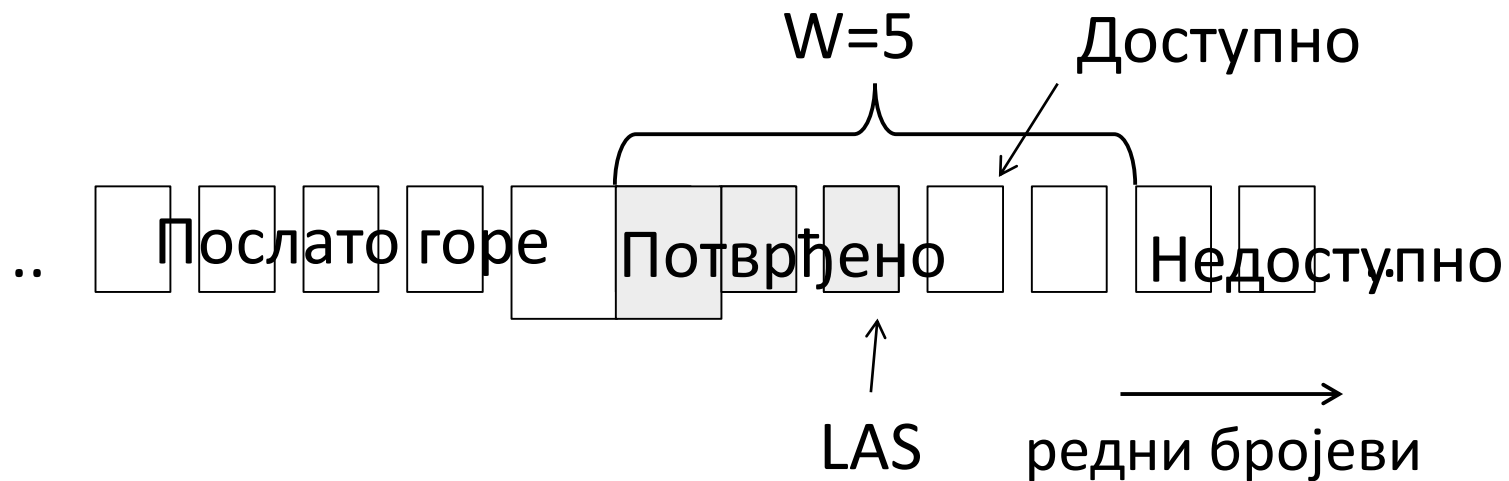 W=5
Доступно
Послато горе
Потврђено
Недоступно
..
..
LAS
редни бројеви